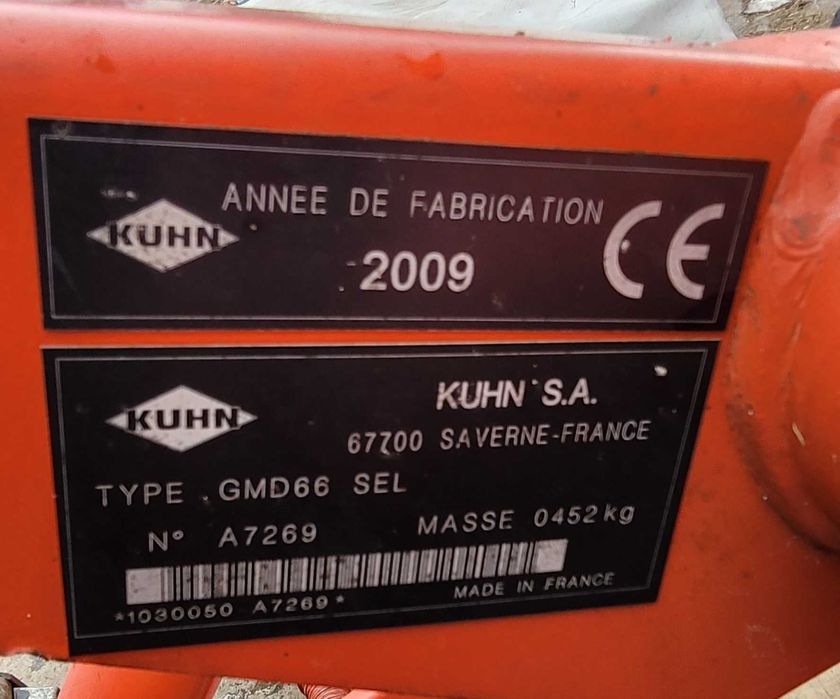 KUHN
ANNEE DE FABRICATION
2009
CE
KUHN
KUHN S.A.
67700 SAVERNE-FRANCE
TYPE GMD66 SEL
N° A7269 MASSE 0452kg
*1030050 A7269*
MADE IN FRANCE